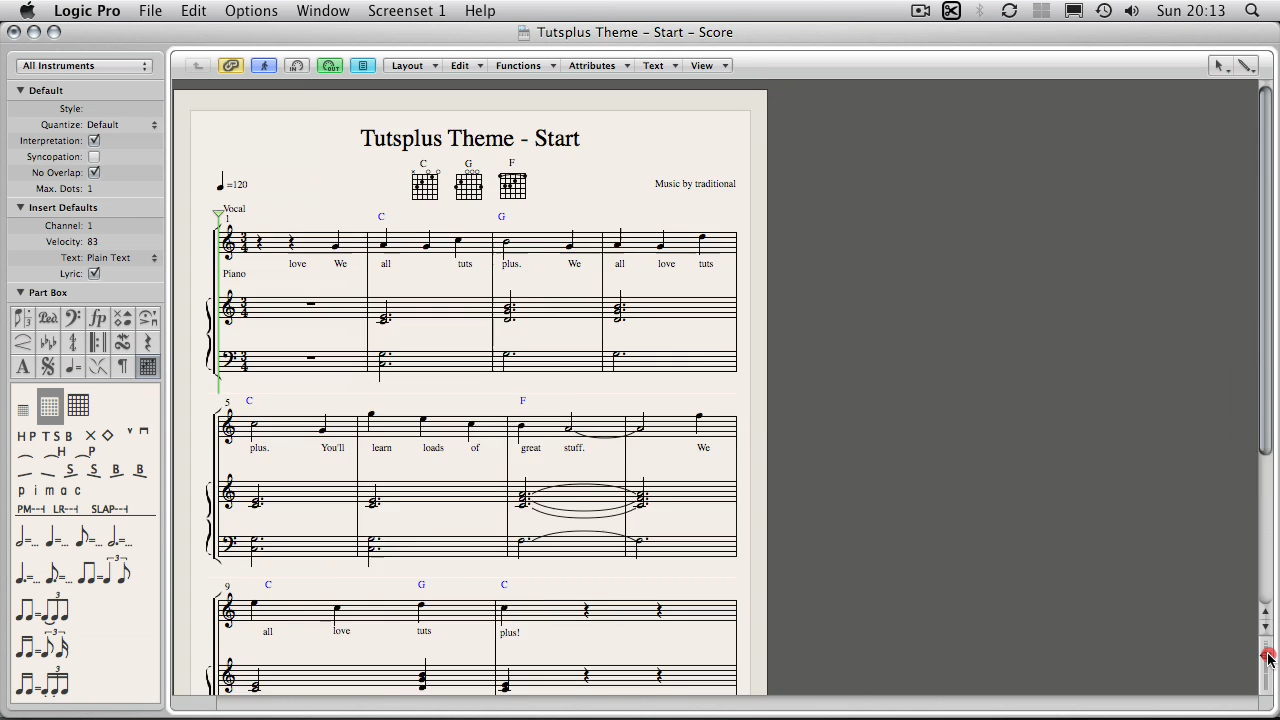 Logic Pro File Edit Options Window Screenset 1 Help Sun 20:13
Tutsplus Theme – Start – Score
All Instruments
Layout Edit Functions Attributes Text View
Default
Style:
Quantize: Default
Interpretation:
Syncopation:
No Overlap:
Max. Dots: 1
Insert Defaults
Channel: 1
Velocity: 83
Text: Plain Text
Lyric:
Part Box
H P T S B
H P
S S B B
p i m a c
PM---| LR---| SLAP---|
Tutsplus Theme - Start
C G F
=120
Music by traditional
Vocal
1 C G
love We all tuts plus. We all love tuts
Piano
5 C F
plus. You'll learn loads of great stuff. We
9 C G C
all love tuts plus!